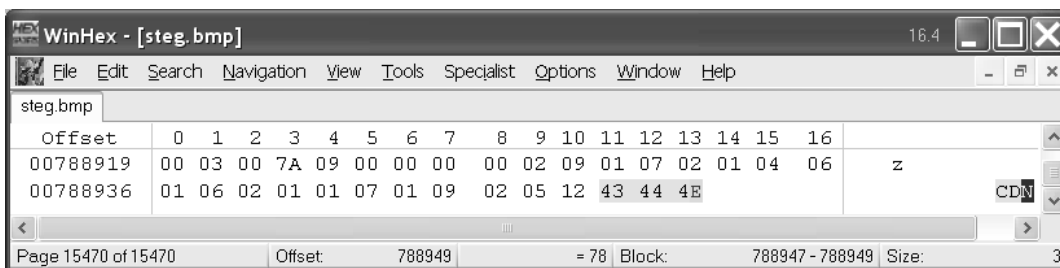 WinHex - [steg.bmp] 16.4
File Edit Search Navigation View Tools Specialist Options Window Help
steg.bmp
Offset 0 1 2 3 4 5 6 7 8 9 10 11 12 13 14 15 16
00788919 00 03 00 7A 09 00 00 00 00 02 09 01 07 02 01 04 06 z
00788936 01 06 02 01 01 07 01 09 02 05 12 43 44 4E CDN
Page 15470 of 15470 Offset: 788949 = 78 Block: 788947 - 788949 Size: 3